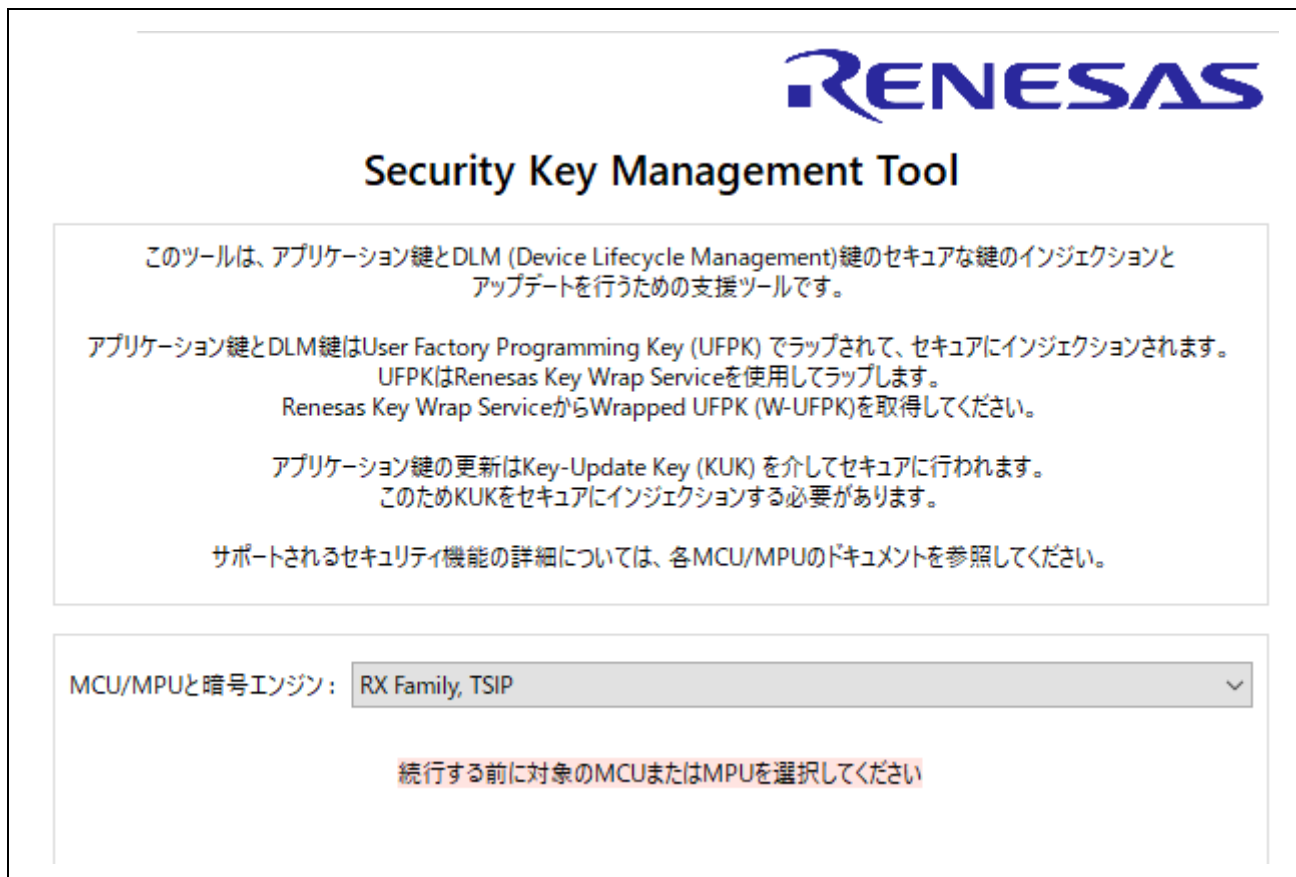 RENESAS
Security Key Management Tool
このツールは、アプリケーション鍵とDLM (Device Lifecycle Management)鍵のセキュアな鍵のインジェクションと
アップデートを行うための支援ツールです。
アプリケーション鍵とDLM鍵はUser Factory Programming Key (UFPK) でラップされて、セキュアにインジェクションされます。
UFPKはRenesas Key Wrap Serviceを使用してラップします。
Renesas Key Wrap ServiceからWrapped UFPK (W-UFPK)を取得してください。
アプリケーション鍵の更新はKey-Update Key (KUK) を介してセキュアに行われます。
このためKUKをセキュアにインジェクションする必要があります。
サポートされるセキュリティ機能の詳細については、各MCU/MPUのドキュメントを参照してください。
MCU/MPUと暗号エンジン : RX Family, TSIP
続行する前に対象のMCUまたはMPUを選択してください